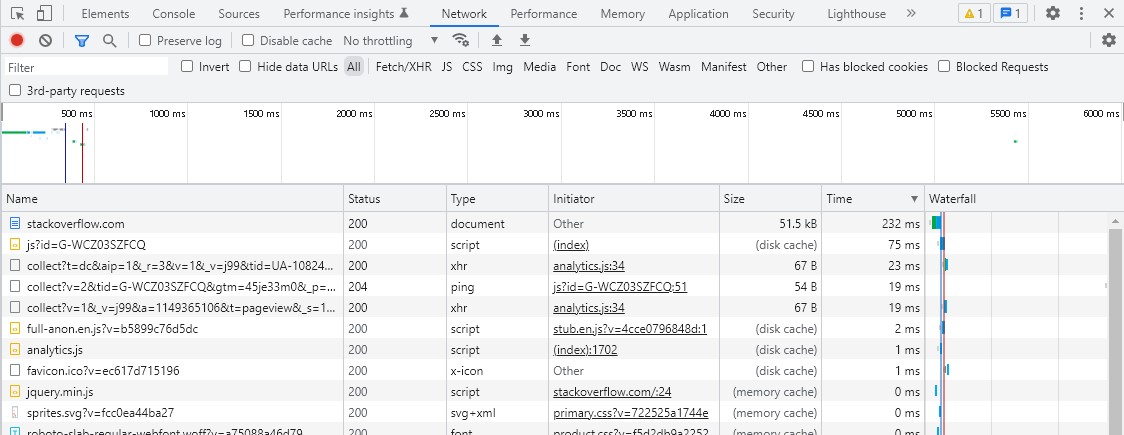 Elements Console Sources Performance insights Network Performance Memory Application Security Lighthouse » 1 1
Preserve log Disable cache No throttling
Filter Invert Hide data URLs All Fetch/XHR JS CSS Img Media Font Doc WS Wasm Manifest Other Has blocked cookies Blocked Requests
3rd-party requests
500 ms 1000 ms 1500 ms 2000 ms 2500 ms 3000 ms 3500 ms 4000 ms 4500 ms 5000 ms 5500 ms 6000 ms
Name Status Type Initiator Size Time Waterfall
stackoverflow.com 200 document Other 51.5 kB 232 ms
js?id=G-WCZ03SZFCQ 200 script (index) (disk cache) 75 ms
collect?t=dc&aip=1&_r=3&v=1&_v=j99&tid=UA-10824... 200 xhr analytics.js:34 67 B 23 ms
collect?v=2&tid=G-WCZ03SZFCQ&gtm=45je33m0&_p=... 204 ping js?id=G-WCZ03SZFCQ:51 54 B 19 ms
collect?v=1&_v=j99&a=1149365106&t=pageview&_s=1... 200 xhr analytics.js:34 67 B 19 ms
full-anon.en.js?v=b5899c76d5dc 200 script stub.en.js?v=4cce0796848d:1 (disk cache) 2 ms
analytics.js 200 script (index):1702 (disk cache) 1 ms
favicon.ico?v=ec617d715196 200 x-icon Other (disk cache) 1 ms
jquery.min.js 200 script stackoverflow.com/:24 (memory cache) 0 ms
sprites.svg?v=fcc0ea44ba27 200 svg+xml primary.css?v=722525a1744e (memory cache) 0 ms
roboto-slab-regular-webfont.woff?v=a75088a46d79 200 font product.css?v=f5d2db9a2252 (memory cache) 0 ms